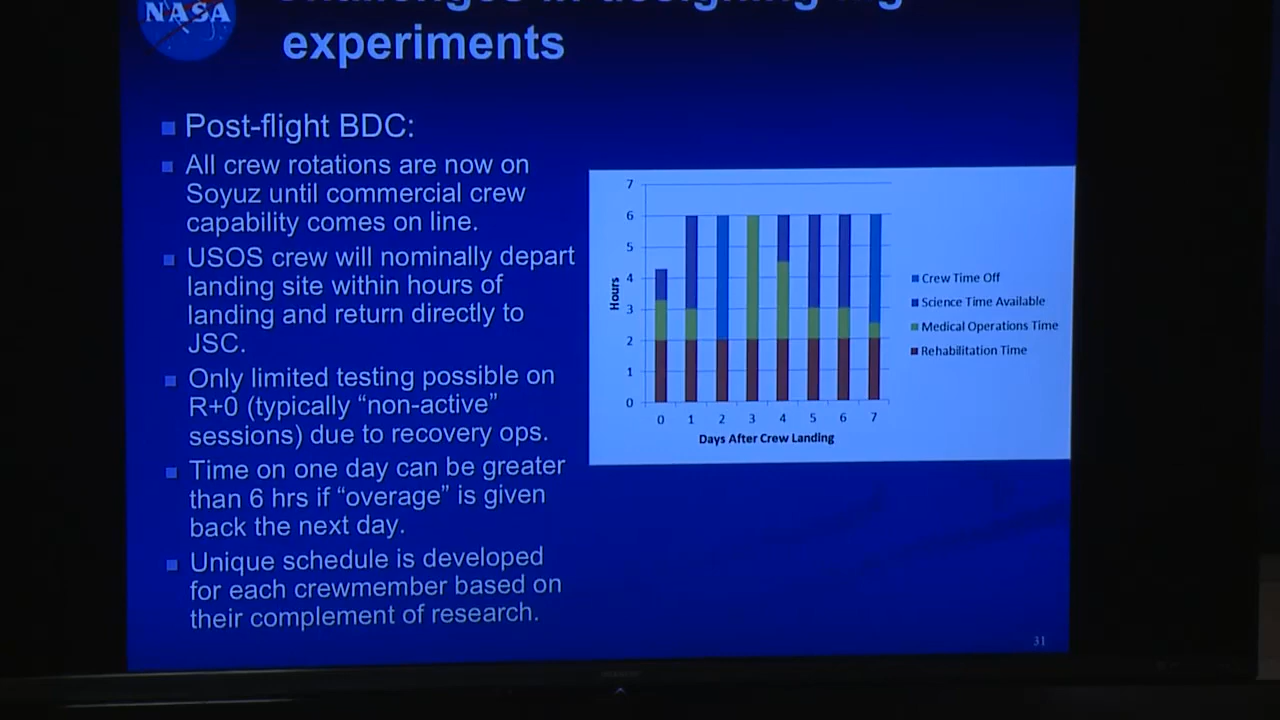 NASA
experiments
Post-flight BDC:
All crew rotations are now on
Soyuz until commercial crew
capability comes on line.
USOS crew will nominally depart
landing site within hours of
landing and return directly to
JSC.
Only limited testing possible on
R+0 (typically “non-active”
sessions) due to recovery ops.
Time on one day can be greater
than 6 hrs if “overage” is given
back the next day.
Unique schedule is developed
for each crewmember based on
their complement of research.
7
6
5
4
3
2
1
0
Hours
0 1 2 3 4 5 6 7
Days After Crew Landing
Crew Time Off
Science Time Available
Medical Operations Time
Rehabilitation Time
31